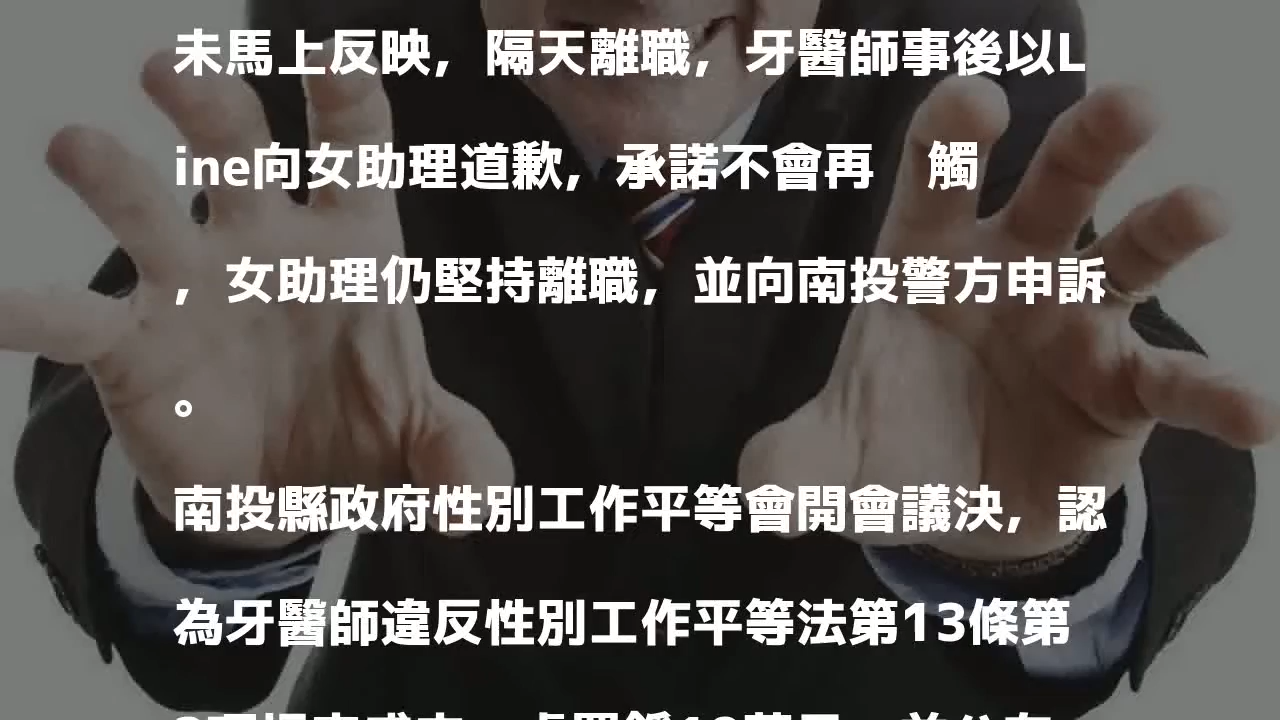 未馬上反映，隔天離職，牙醫師事後以L
ine向女助理道歉，承諾不會再　觸
，女助理仍堅持離職，並向南投警方申訴
。
南投縣政府性別工作平等會開會議決，認
為牙醫師違反性別工作平等法第13條第